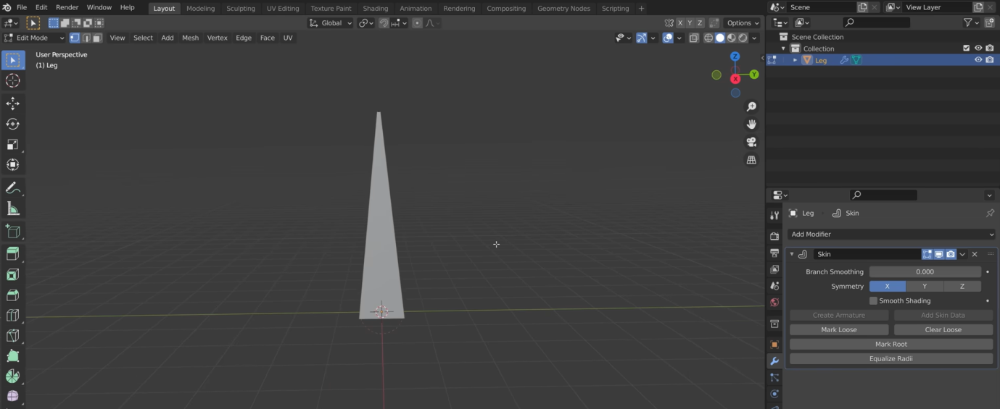 File Edit Render Window Help Layout Modeling Sculpting UV Editing Texture Paint Shading Animation Rendering Compositing Geometry Nodes Scripting + Scene View Layer
Global X Y Z Options
Edit Mode View Select Add Mesh Vertex Edge Face UV
Scene Collection
Collection
Leg
User Perspective
(1) Leg
Z
Y
X
Leg Skin
Add Modifier
Skin
Branch Smoothing 0.000
Symmetry X Y Z
Smooth Shading
Create Armature Add Skin Data
Mark Loose Clear Loose
Mark Root
Equalize Radii